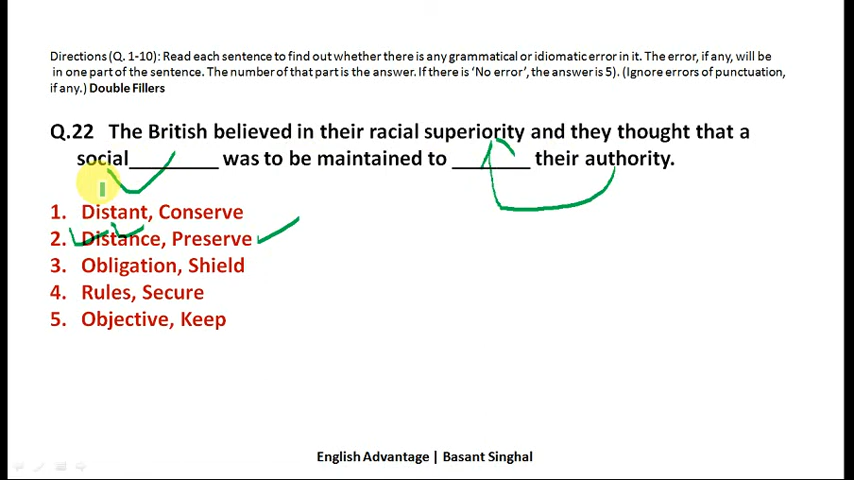 Directions (Q. 1-10): Read each sentence to find out whether there is any grammatical or idiomatic error in it. The error, if any, will be
in one part of the sentence. The number of that part is the answer. If there is 'No error', the answer is 5). (Ignore errors of punctuation,
if any.) Double Fillers
Q.22 The British believed in their racial superiority and they thought that a
social________ was to be maintained to _______ their authority.
1. Distant, Conserve
2. Distance, Preserve
3. Obligation, Shield
4. Rules, Secure
5. Objective, Keep
English Advantage | Basant Singhal